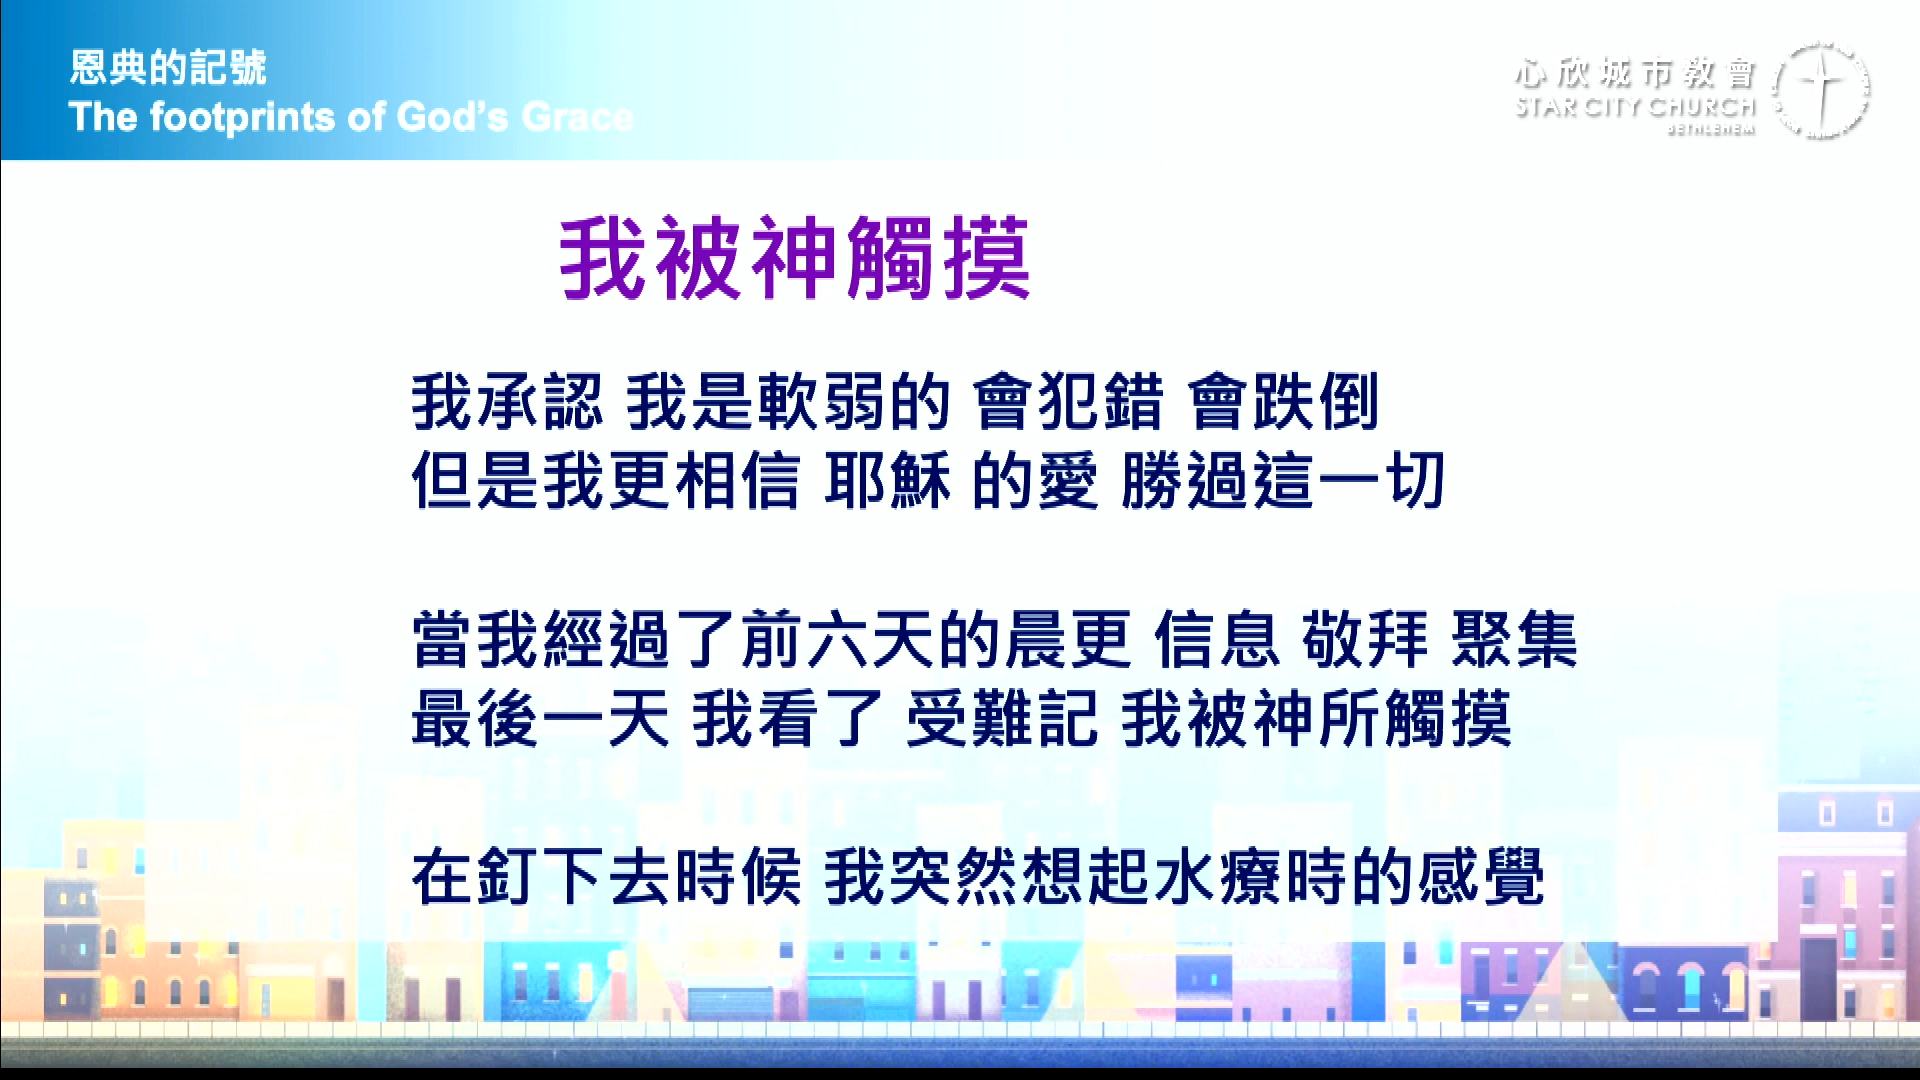 恩典的記號
The footprints of God's Grace
心欣城市教會
STAR CITY CHURCH
BETHLEHEM
我被神觸摸
我承認 我是軟弱的 會犯錯 會跌倒
但是我更相信 耶穌 的愛 勝過這一切
當我經過了前六天的晨更 信息 敬拜 聚集
最後一天 我看了 受難記 我被神所觸摸
在釘下去時候 我突然想起水療時的感覺